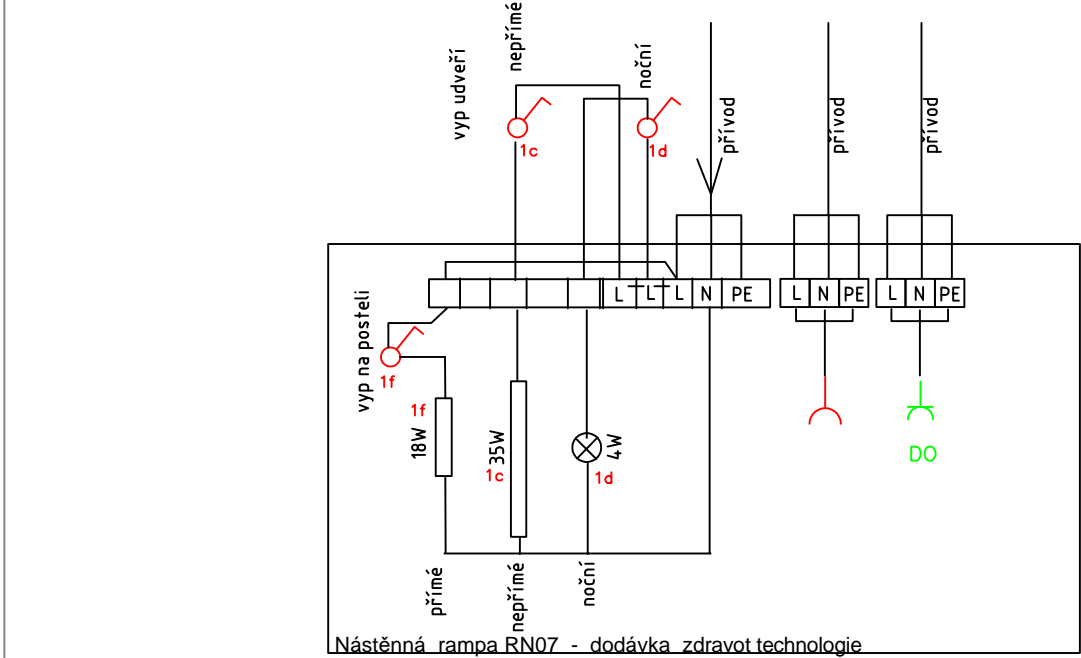 vyp udveří
nepřímé
noční
1c
1d
přívod
přívod
přívod
L L L N PE
L N PE
L N PE
vyp na posteli
1f
1f
18W
35W
1c
4W
1d
DO
přímé
nepřímé
noční
Nástěnná rampa RN07 - dodávka zdravot technologie